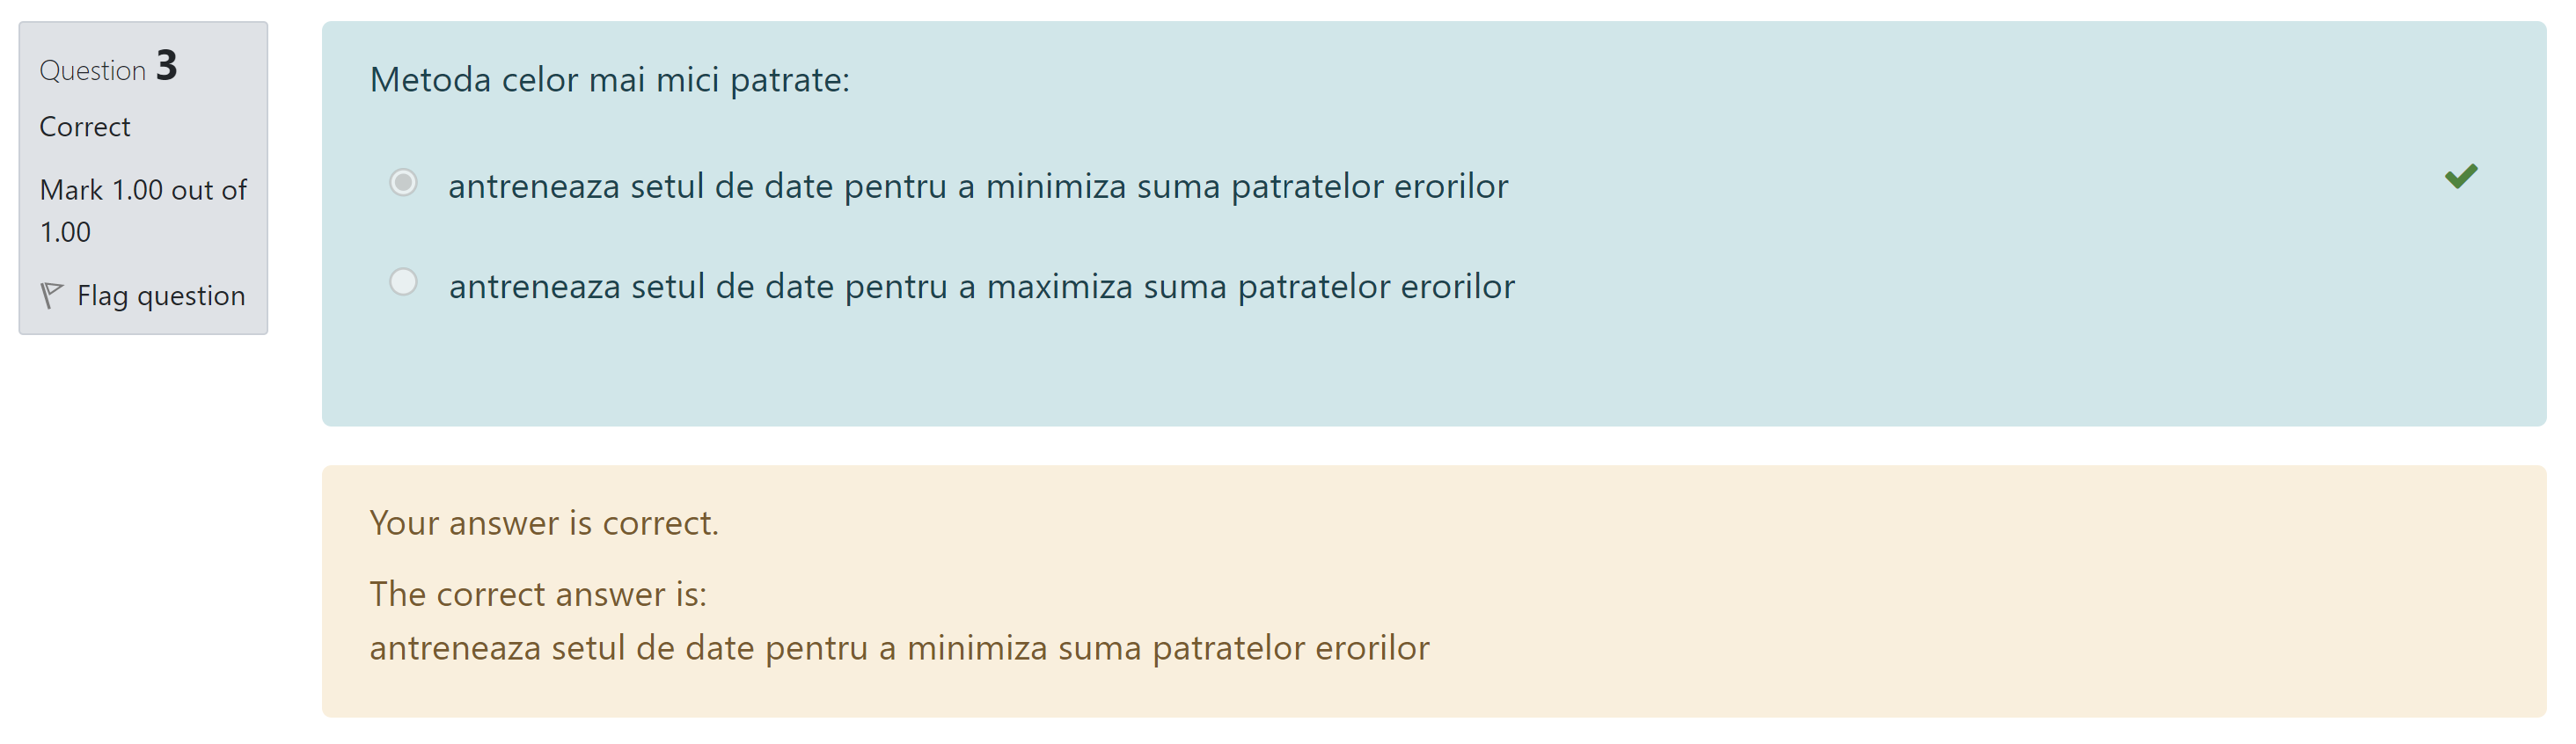 Question 3
Correct
Mark 1.00 out of
1.00
Flag question
Metoda celor mai mici patrate:
antreneaza setul de date pentru a minimiza suma patratelor erorilor
antreneaza setul de date pentru a maximiza suma patratelor erorilor
Your answer is correct.
The correct answer is:
antreneaza setul de date pentru a minimiza suma patratelor erorilor